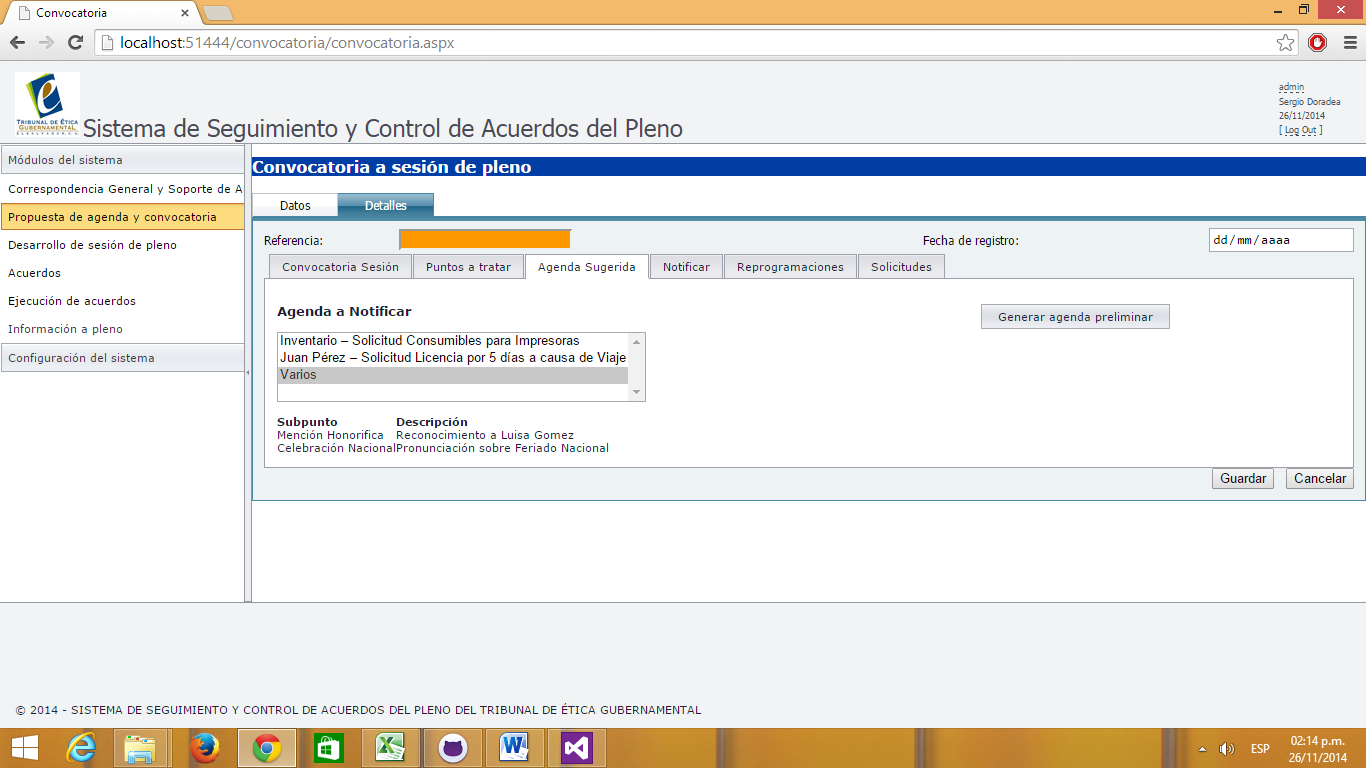 Convocatoria
localhost:51444/convocatoria/convocatoria.aspx
TRIBUNAL DE ÉTICA
GUBERNAMENTAL
EL SALVADOR, C.A.
Sistema de Seguimiento y Control de Acuerdos del Pleno
admin
Sergio Doradea
26/11/2014
[ Log Out ]
Módulos del sistema
Correspondencia General y Soporte de A
Propuesta de agenda y convocatoria
Desarrollo de sesión de pleno
Acuerdos
Ejecución de acuerdos
Información a pleno
Configuración del sistema
Convocatoria a sesión de pleno
Datos Detalles
Referencia: Fecha de registro: dd/mm/aaaa
Convocatoria Sesión Puntos a tratar Agenda Sugerida Notificar Reprogramaciones Solicitudes
Agenda a Notificar
Generar agenda preliminar
Inventario – Solicitud Consumibles para Impresoras
Juan Pérez – Solicitud Licencia por 5 días a causa de Viaje
Varios
Subpunto Descripción
Mención Honorifica Reconocimiento a Luisa Gomez
Celebración Nacional Pronunciación sobre Feriado Nacional
Guardar Cancelar
© 2014 - SISTEMA DE SEGUIMIENTO Y CONTROL DE ACUERDOS DEL PLENO DEL TRIBUNAL DE ÉTICA GUBERNAMENTAL
ESP
02:14 p.m.
26/11/2014